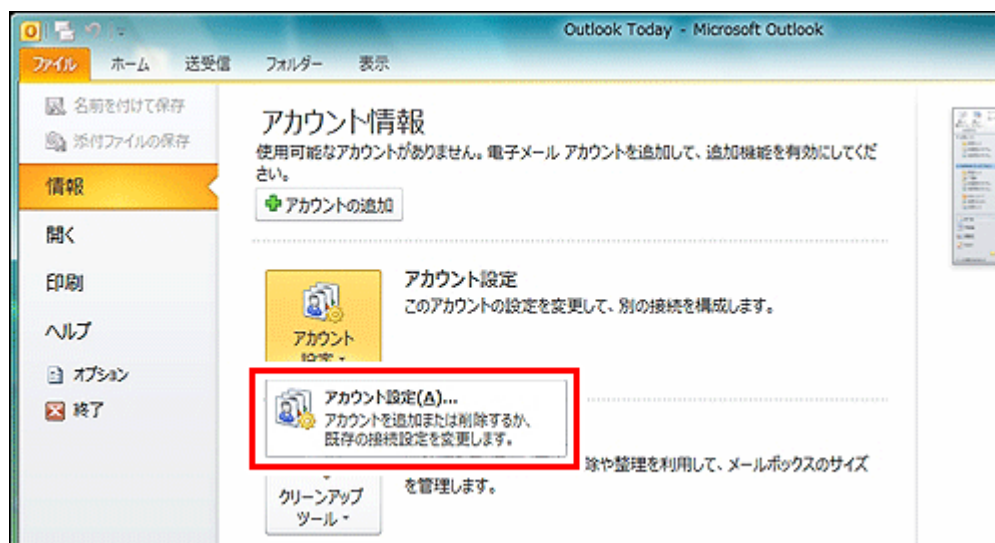 Outlook Today - Microsoft Outlook
ファイル ホーム 送受信 フォルダー 表示
名前を付けて保存
添付ファイルの保存
情報
開く
印刷
ヘルプ
オプション
終了
アカウント情報
使用可能なアカウントがありません。電子メール アカウントを追加して、追加機能を有効にしてくだ
さい。
アカウントの追加
アカウント
設定
アカウント設定
このアカウントの設定を変更して、別の接続を構成します。
アカウント設定(A)...
アカウントを追加または削除するか、
既存の接続設定を変更します。
クリーンアップ
ツール
除や整理を利用して、メールボックスのサイズ
を管理します。